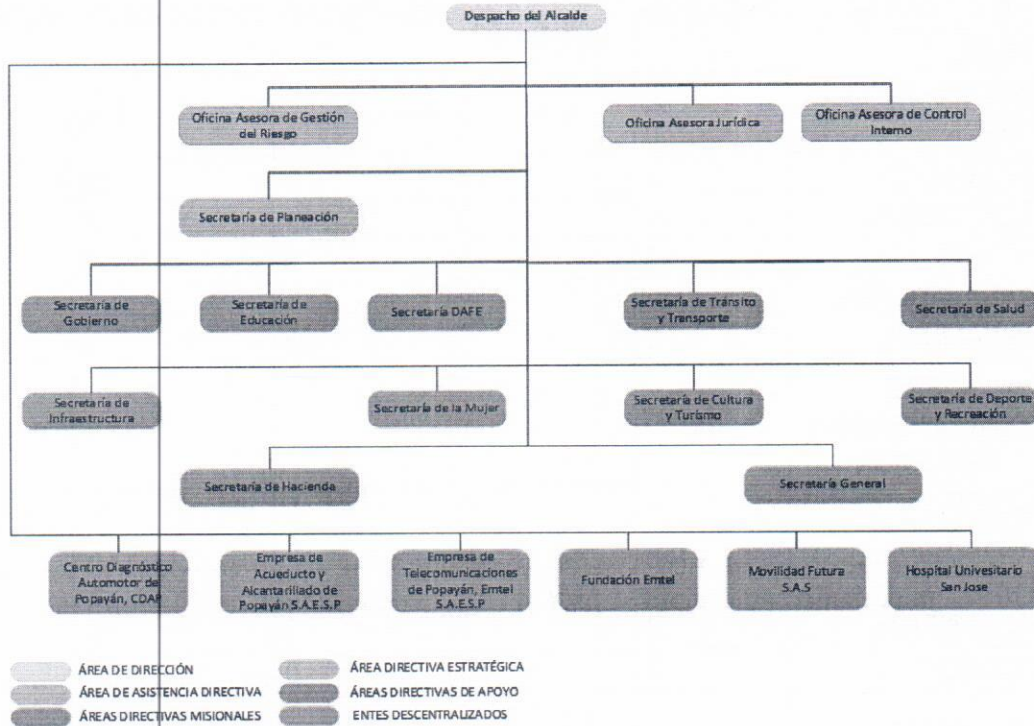 Despacho del Alcalde
Oficina Asesora de Gestión
del Riesgo
Oficina Asesora Jurídica
Oficina Asesora de Control
Interno
Secretaría de Planeación
Secretaría de
Gobierno
Secretaría de
Educación
Secretaría DAFE
Secretaría de Tránsito
y Transporte
Secretaría de Salud
Secretaría de
Infraestructura
Secretaría de la Mujer
Secretaría de Cultura
y Turismo
Secretaría de Deporte
y Recreación
Secretaría de Hacienda
Secretaría General
Centro Diagnóstico
Automotor de
Popayán, CDAP
Empresa de
Acueducto y
Alcantarillado de
Popayán S.A.E.S.P
Empresa de
Telecomunicaciones
de Popayán, Emtel
S.A.E.S.P
Fundación Emtel
Movilidad Futura
S.A.S
Hospital Univesitario
San Jose
ÁREA DE DIRECCIÓN
ÁREA DIRECTIVA ESTRATÉGICA
ÁREA DE ASISTENCIA DIRECTIVA
ÁREAS DIRECTIVAS DE APOYO
ÁREAS DIRECTIVAS MISIONALES
ENTES DESCENTRALIZADOS